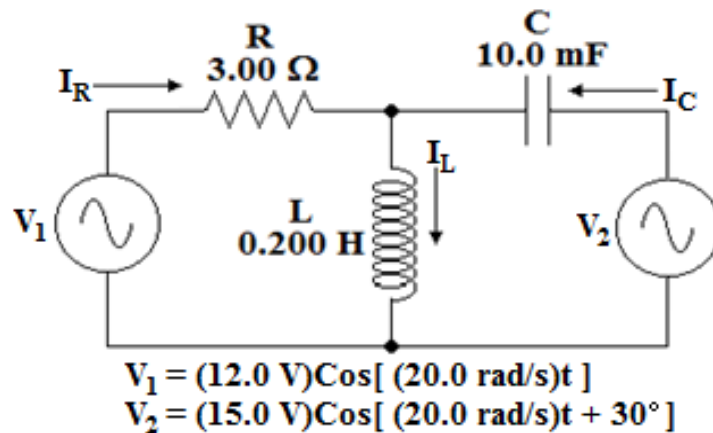 R
3.00 Ω
C
10.0 mF
I_R
I_C
I_L
V_1
L
0.200 H
V_2
V_1 = (12.0 V)Cos[ (20.0 rad/s)t ]
V_2 = (15.0 V)Cos[ (20.0 rad/s)t + 30° ]